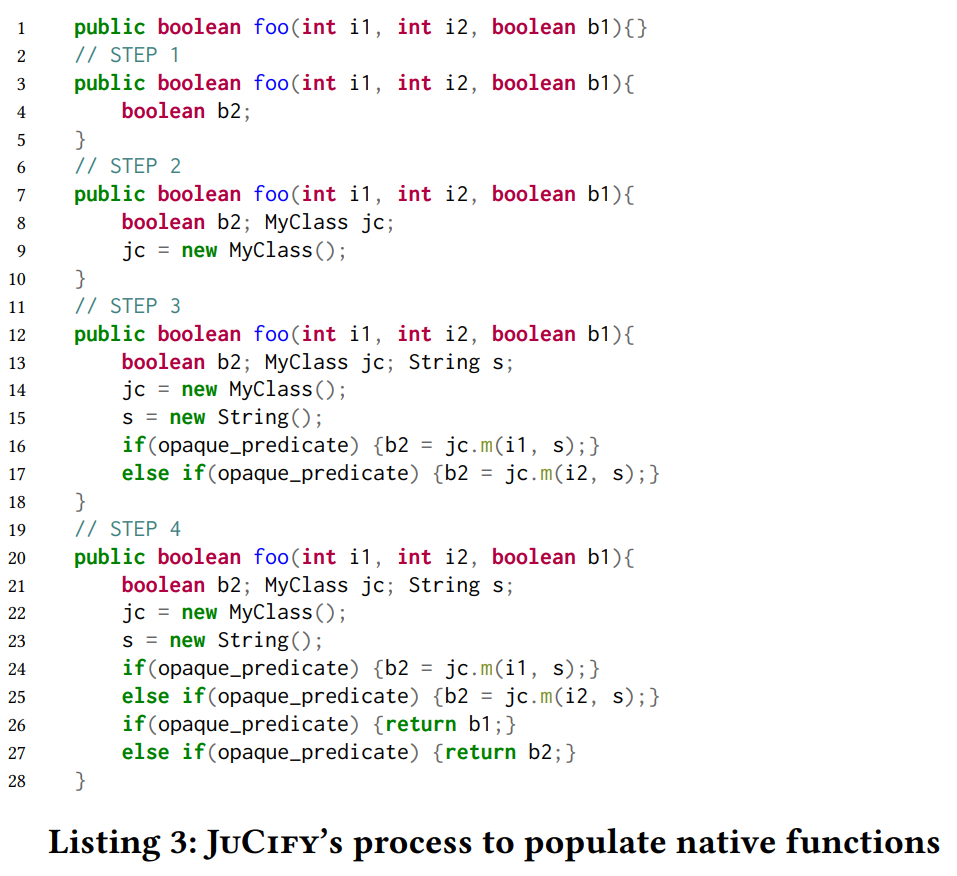 1 public boolean foo(int i1, int i2, boolean b1){}
2 // STEP 1
3 public boolean foo(int i1, int i2, boolean b1){
4     boolean b2;
5 }
6 // STEP 2
7 public boolean foo(int i1, int i2, boolean b1){
8     boolean b2; MyClass jc;
9     jc = new MyClass();
10 }
11 // STEP 3
12 public boolean foo(int i1, int i2, boolean b1){
13     boolean b2; MyClass jc; String s;
14     jc = new MyClass();
15     s = new String();
16     if(opaque_predicate) {b2 = jc.m(i1, s);}
17     else if(opaque_predicate) {b2 = jc.m(i2, s);}
18 }
19 // STEP 4
20 public boolean foo(int i1, int i2, boolean b1){
21     boolean b2; MyClass jc; String s;
22     jc = new MyClass();
23     s = new String();
24     if(opaque_predicate) {b2 = jc.m(i1, s);}
25     else if(opaque_predicate) {b2 = jc.m(i2, s);}
26     if(opaque_predicate) {return b1;}
27     else if(opaque_predicate) {return b2;}
28 }
Listing 3: JuCify's process to populate native functions